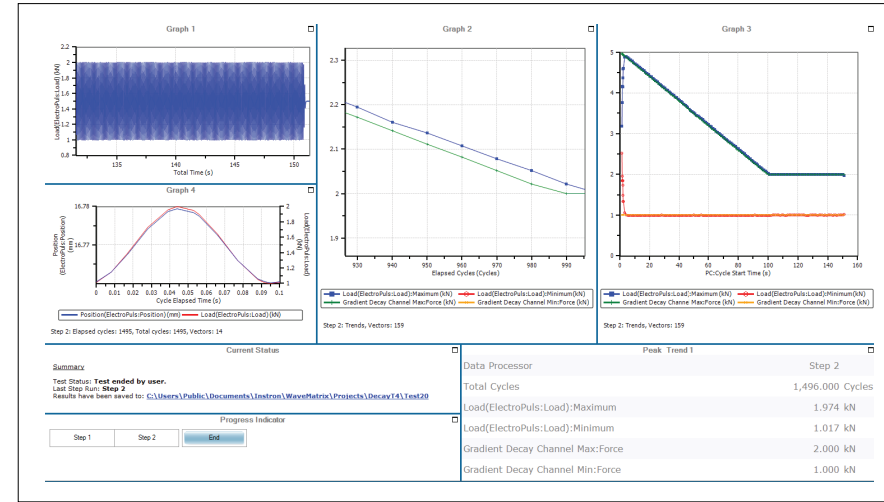 Graph 1
2.2
2
1.8
1.6
1.4
1.2
1
0.8
Load(ElectroPuls:Load) (kN)
135
140
145
150
Total Time (s)
Graph 4
16.78
16.77
Position
(ElectroPuls:Position)
(mm)
2
1.8
1.6
1.4
1.2
1
Load(ElectroPuls:Load)
(kN)
0 0.01 0.02 0.03 0.04 0.05 0.06 0.07 0.08 0.09 0.1
Cycle Elapsed Time (s)
Position(ElectroPuls:Position) (mm) Load(ElectroPuls:Load) (kN)
Step 2: Elapsed cycles: 1495, Total cycles: 1495, Vectors: 14
Graph 2
2.3
2.2
2.1
2
1.9
930 940 950 960 970 980 990
Elapsed Cycles (Cycles)
Load(ElectroPuls:Load):Maximum (kN) Load(ElectroPuls:Load):Minimum (kN)
Gradient Decay Channel Max:Force (kN) Gradient Decay Channel Min:Force (kN)
Step 2: Trends, Vectors: 159
Graph 3
5
4
3
2
1
0
0 20 40 60 80 100 120 140 160
PC:Cycle Start Time (s)
Load(ElectroPuls:Load):Maximum (kN) Load(ElectroPuls:Load):Minimum (kN)
Gradient Decay Channel Max:Force (kN) Gradient Decay Channel Min:Force (kN)
Step 2: Trends, Vectors: 159
Current Status
Summary
Test Status: Test ended by user.
Last Step Run: Step 2
Results have been saved to: C:\Users\Public\Documents\Instron\WaveMatrix\Projects\DecayT4\Test20
Progress Indicator
Step 1 Step 2 End
Peak Trend 1
Data Processor Step 2
Total Cycles 1,496.000 Cycles
Load(ElectroPuls:Load):Maximum 1.974 kN
Load(ElectroPuls:Load):Minimum 1.017 kN
Gradient Decay Channel Max:Force 2.000 kN
Gradient Decay Channel Min:Force 1.000 kN